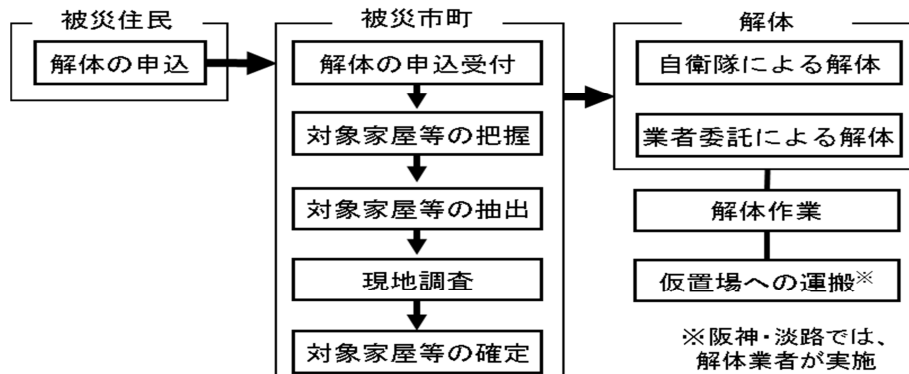 被災住民
解体の申込
被災市町
解体の申込受付
対象家屋等の把握
対象家屋等の抽出
現地調査
対象家屋等の確定
解体
自衛隊による解体
業者委託による解体
解体作業
仮置場への運搬※
※阪神・淡路では、
解体業者が実施